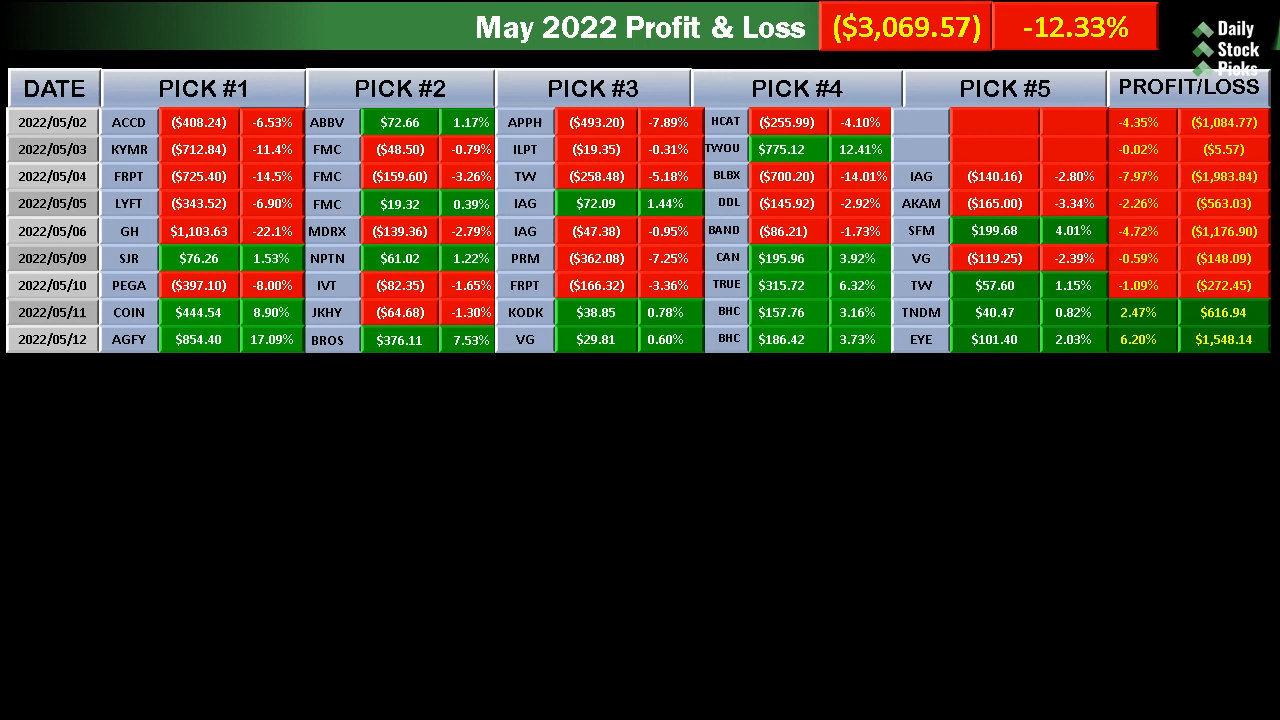 May 2022 Profit & Loss ($3,069.57) -12.33%
Daily
Stock
Picks
DATE PICK #1 PICK #2 PICK #3 PICK #4 PICK #5 PROFIT/LOSS
2022/05/02 ACCD ($408.24) -6.53% ABBV $72.66 1.17% APPH ($493.20) -7.89% HCAT ($255.99) -4.10% -4.35% ($1,084.77)
2022/05/03 KYMR ($712.84) -11.4% FMC ($48.50) -0.79% ILPT ($19.35) -0.31% TWOU $775.12 12.41% -0.02% ($5.57)
2022/05/04 FRPT ($725.40) -14.5% FMC ($159.60) -3.26% TW ($258.48) -5.18% BLBX ($700.20) -14.01% IAG ($140.16) -2.80% -7.97% ($1,983.84)
2022/05/05 LYFT ($343.52) -6.90% FMC $19.32 0.39% IAG $72.09 1.44% DDL ($145.92) -2.92% AKAM ($165.00) -3.34% -2.26% ($563.03)
2022/05/06 GH $1,103.63 -22.1% MDRX ($139.36) -2.79% IAG ($47.38) -0.95% BAND ($86.21) -1.73% SFM $199.68 4.01% -4.72% ($1,176.90)
2022/05/09 SJR $76.26 1.53% NPTN $61.02 1.22% PRM ($362.08) -7.25% CAN $195.96 3.92% VG ($119.25) -2.39% -0.59% ($148.09)
2022/05/10 PEGA ($397.10) -8.00% IVT ($82.35) -1.65% FRPT ($166.32) -3.36% TRUE $315.72 6.32% TW $57.60 1.15% -1.09% ($272.45)
2022/05/11 COIN $444.54 8.90% JKHY ($64.68) -1.30% KODK $38.85 0.78% BHC $157.76 3.16% TNDM $40.47 0.82% 2.47% $616.94
2022/05/12 AGFY $854.40 17.09% BROS $376.11 7.53% VG $29.81 0.60% BHC $186.42 3.73% EYE $101.40 2.03% 6.20% $1,548.14